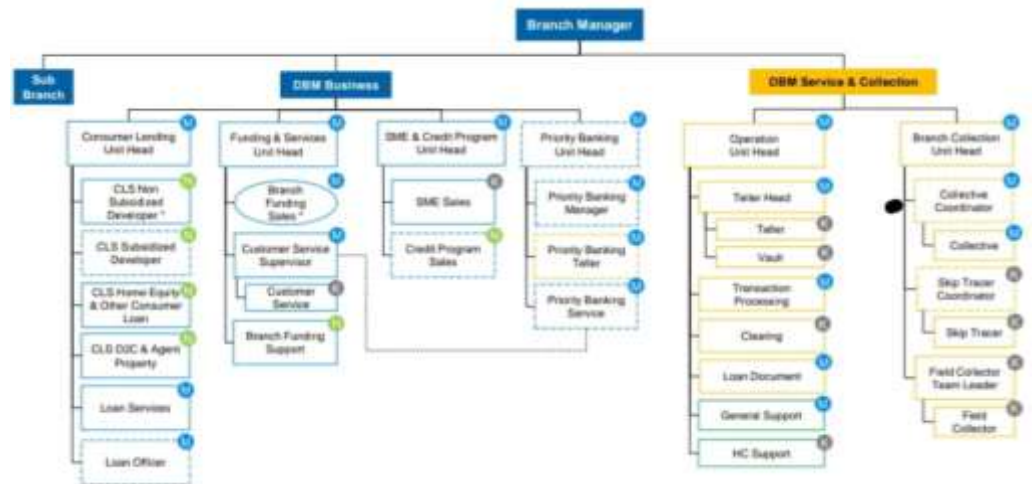 Branch Manager
Sub
Branch
DBM Business
DBM Service & Collection
M
Consumer Lending
Unit Head
M
Funding & Services
Unit Head
M
SME & Credit Program
Unit Head
M
Priority Banking
Unit Head
M
Operation
Unit Head
M
Branch Collection
Unit Head
N
CLS Non
Subsidized
Developer *
N
CLS Subsidized
Developer
N
CLS Home Equity
& Other Consumer
Loan
N
CLS D2C & Agent
Property
M
Loan Services
M
Loan Officer
M
Branch
Funding
Sales *
M
Customer Service
Supervisor
K
Customer
Service
N
Branch Funding
Support
K
SME Sales
N
Credit Program
Sales
M
Priority Banking
Manager
M
Priority Banking
Teller
M
Priority Banking
Service
M
Teller Head
K
Teller
K
Vault
M
Transaction
Processing
K
Clearing
M
Loan Document
M
General Support
K
HC Support
M
Collective
Coordinator
M
Collective
K
Skip Tracer
Coordinator
K
Skip Tracer
K
Field Collector
Team Leader
K
Field
Collector